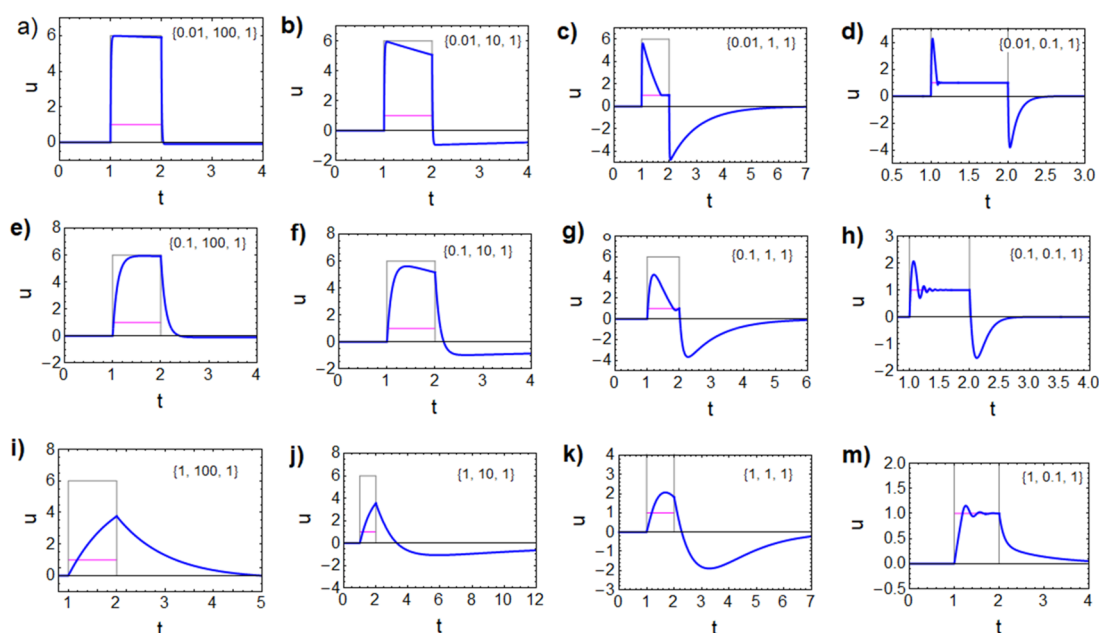 a)
{0.01, 100, 1}
6
4
2
0
u
0 1 2 3 4
t
b)
{0.01, 10, 1}
6
4
2
0
−2
u
0 1 2 3 4
t
c)
{0.01, 1, 1}
6
4
2
0
−2
−4
u
0 1 2 3 4 5 6 7
t
d)
{0.01, 0.1, 1}
4
2
0
−2
−4
u
0.5 1.0 1.5 2.0 2.5 3.0
t
e)
{0.1, 100, 1}
8
6
4
2
0
−2
u
0 1 2 3 4
t
f)
{0.1, 10, 1}
8
6
4
2
0
−2
u
0 1 2 3 4
t
g)
{0.1, 1, 1}
6
4
2
0
−2
−4
u
0 1 2 3 4 5 6
t
h)
{0.1, 0.1, 1}
3
2
1
0
−1
−2
u
1.0 1.5 2.0 2.5 3.0 3.5 4.0
t
i)
{1, 100, 1}
8
6
4
2
0
u
1 2 3 4 5
t
j)
{1, 10, 1}
8
6
4
2
0
−2
−4
u
0 2 4 6 8 10 12
t
k)
{1, 1, 1}
4
3
2
1
0
−1
−2
−3
u
0 1 2 3 4 5 6 7
t
m)
{1, 0.1, 1}
2.0
1.5
1.0
0.5
0.0
0.5
u
0 1 2 3 4
t